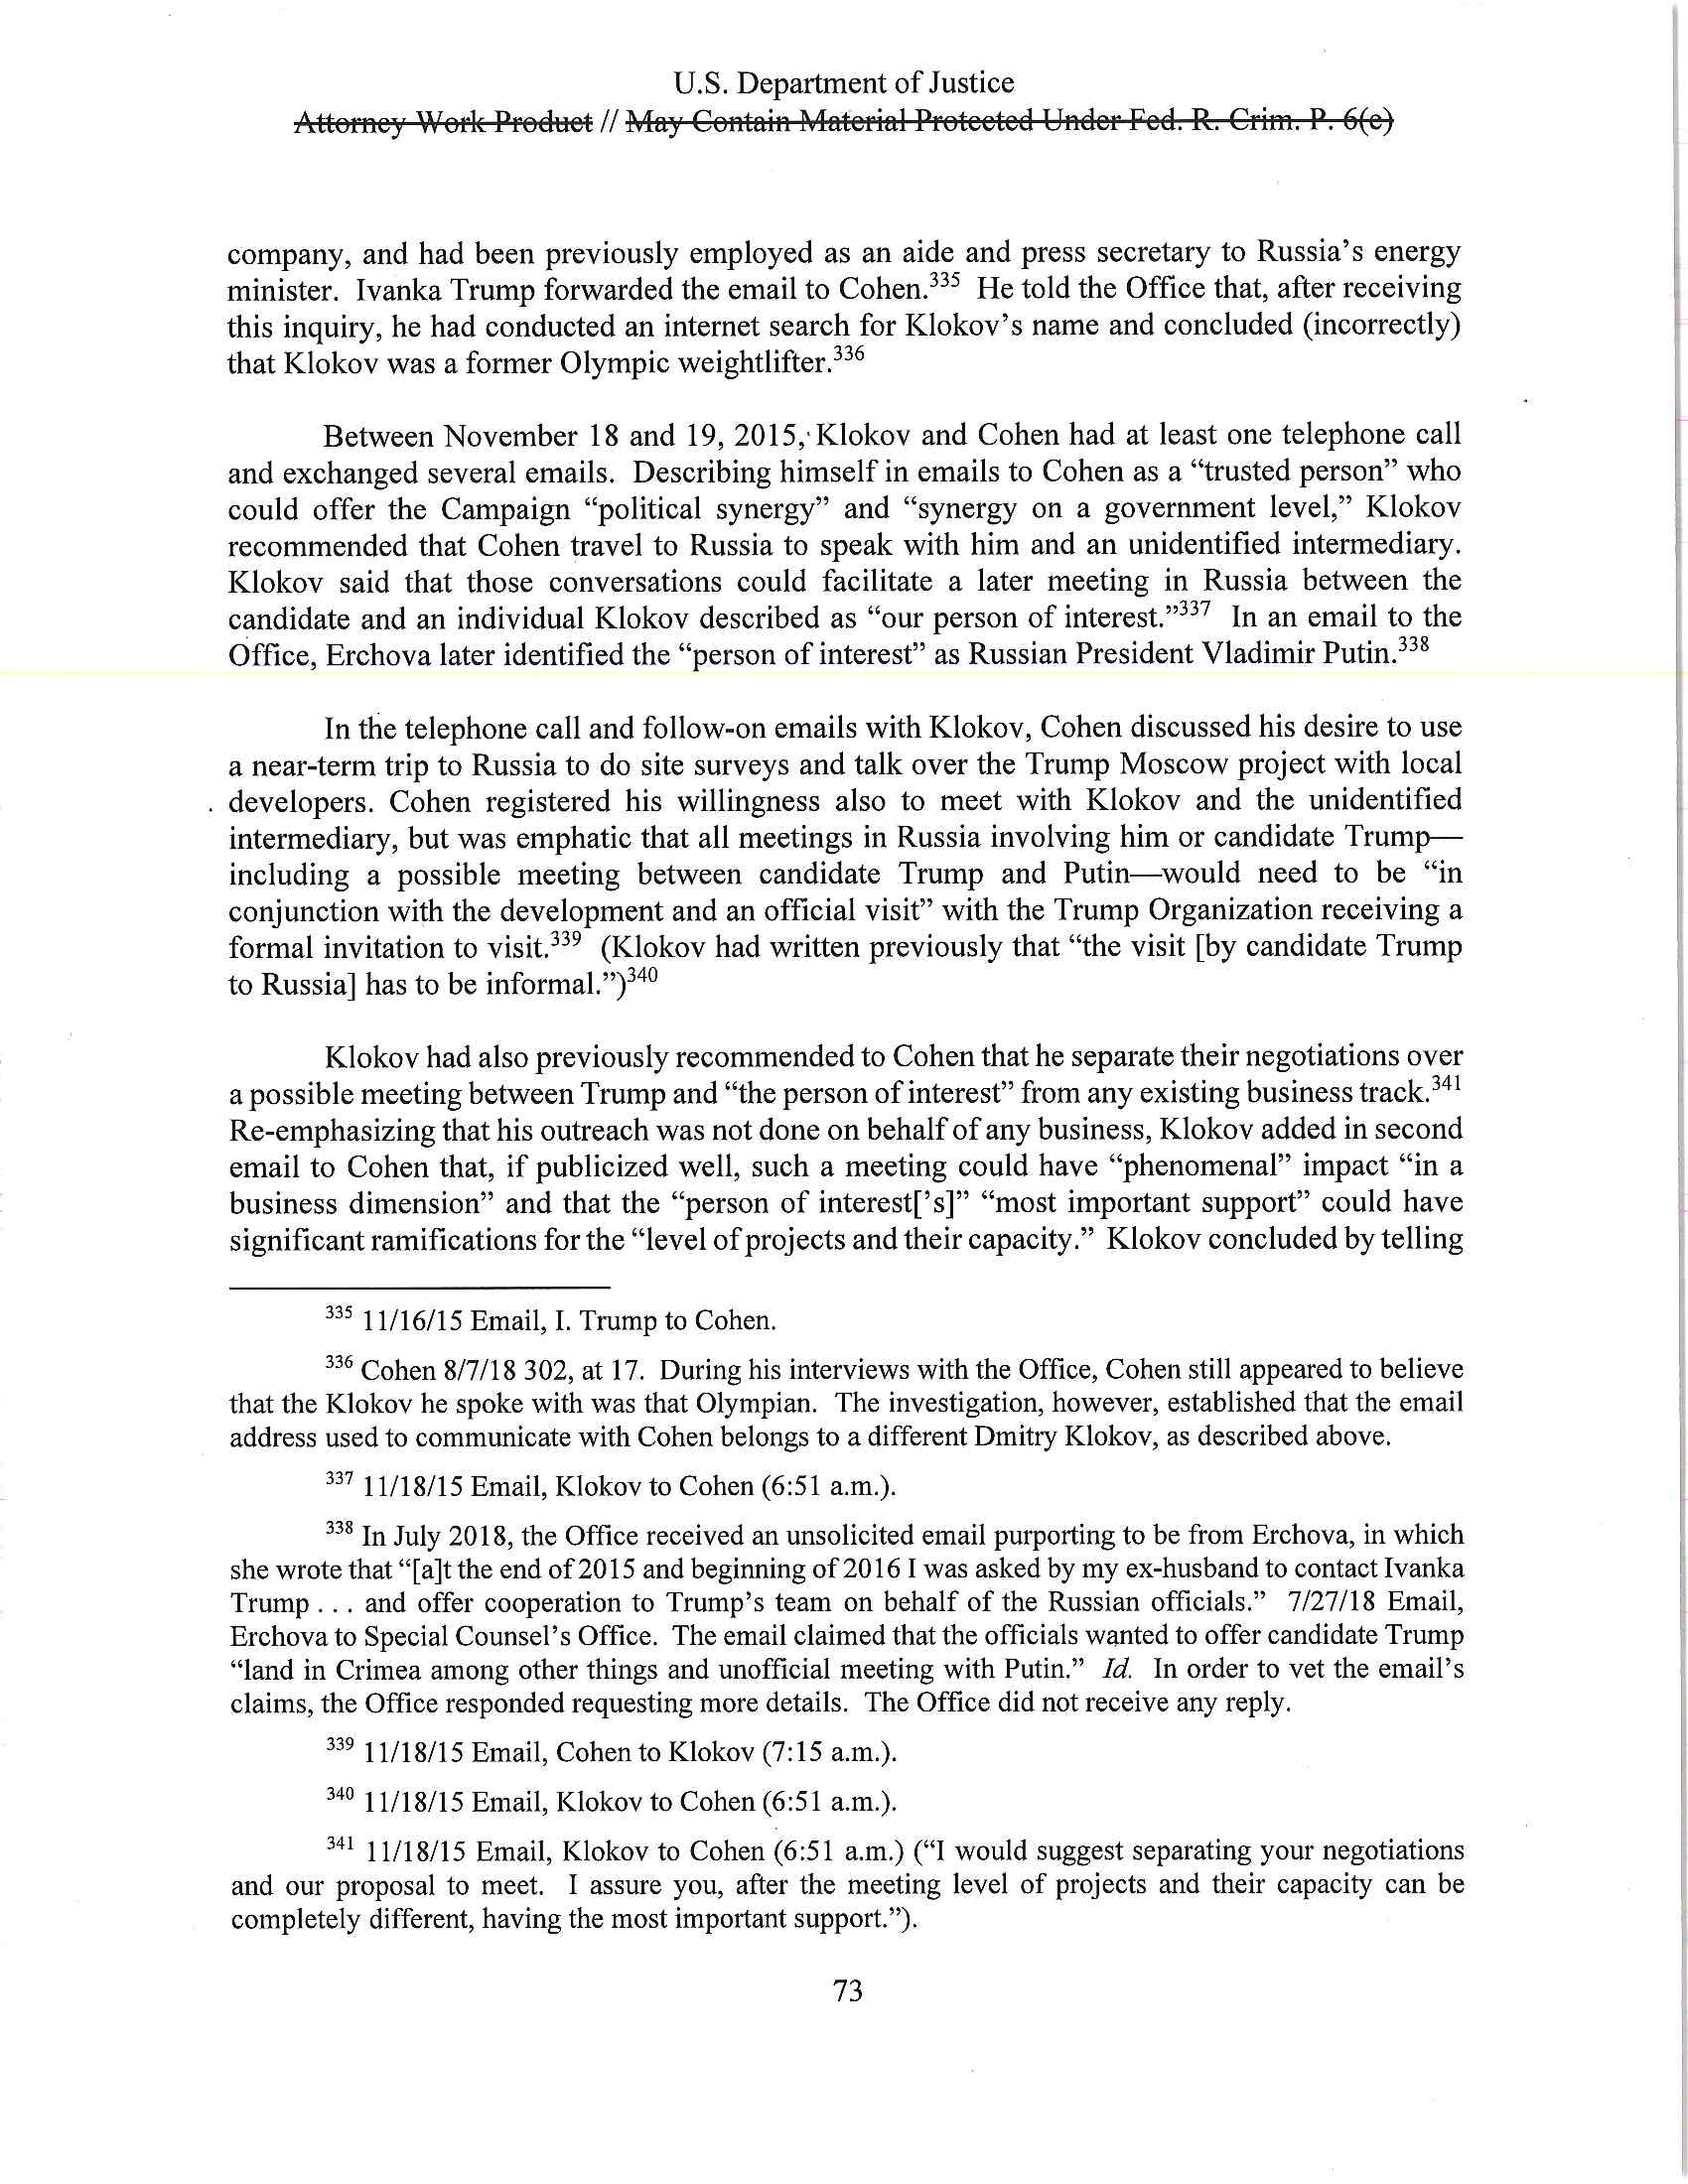 U.S. Department of Justice
Attorney Work Product // May Contain Material Protected Under Fed. R. Crim. P. 6(e)
company, and had been previously employed as an aide and press secretary to Russia's energy
minister. Ivanka Trump forwarded the email to Cohen.335 He told the Office that, after receiving
this inquiry, he had conducted an internet search for Klokov's name and concluded (incorrectly)
that Klokov was a former Olympic weightlifter.336
Between November 18 and 19, 2015, Klokov and Cohen had at least one telephone call
and exchanged several emails. Describing himself in emails to Cohen as a “trusted person” who
could offer the Campaign “political synergy” and “synergy on a government level,” Klokov
recommended that Cohen travel to Russia to speak with him and an unidentified intermediary.
Klokov said that those conversations could facilitate a later meeting in Russia between the
candidate and an individual Klokov described as “our person of interest.”337 In an email to the
Office, Erchova later identified the “person of interest” as Russian President Vladimir Putin.338
In the telephone call and follow-on emails with Klokov, Cohen discussed his desire to use
a near-term trip to Russia to do site surveys and talk over the Trump Moscow project with local
developers. Cohen registered his willingness also to meet with Klokov and the unidentified
intermediary, but was emphatic that all meetings in Russia involving him or candidate Trump—
including a possible meeting between candidate Trump and Putin—would need to be “in
conjunction with the development and an official visit” with the Trump Organization receiving a
formal invitation to visit.339 (Klokov had written previously that “the visit [by candidate Trump
to Russia] has to be informal.”)340
Klokov had also previously recommended to Cohen that he separate their negotiations over
a possible meeting between Trump and “the person of interest” from any existing business track.341
Re-emphasizing that his outreach was not done on behalf of any business, Klokov added in second
email to Cohen that, if publicized well, such a meeting could have “phenomenal” impact “in a
business dimension” and that the “person of interest['s]” “most important support” could have
significant ramifications for the “level of projects and their capacity.” Klokov concluded by telling
335 11/16/15 Email, I. Trump to Cohen.
336 Cohen 8/7/18 302, at 17. During his interviews with the Office, Cohen still appeared to believe
that the Klokov he spoke with was that Olympian. The investigation, however, established that the email
address used to communicate with Cohen belongs to a different Dmitry Klokov, as described above.
337 11/18/15 Email, Klokov to Cohen (6:51 a.m.).
338 In July 2018, the Office received an unsolicited email purporting to be from Erchova, in which
she wrote that “[a]t the end of 2015 and beginning of 2016 I was asked by my ex-husband to contact Ivanka
Trump . . . and offer cooperation to Trump's team on behalf of the Russian officials.” 7/27/18 Email,
Erchova to Special Counsel's Office. The email claimed that the officials wanted to offer candidate Trump
“land in Crimea among other things and unofficial meeting with Putin.” Id. In order to vet the email's
claims, the Office responded requesting more details. The Office did not receive any reply.
339 11/18/15 Email, Cohen to Klokov (7:15 a.m.).
340 11/18/15 Email, Klokov to Cohen (6:51 a.m.).
341 11/18/15 Email, Klokov to Cohen (6:51 a.m.) (“I would suggest separating your negotiations
and our proposal to meet. I assure you, after the meeting level of projects and their capacity can be
completely different, having the most important support.”).
73